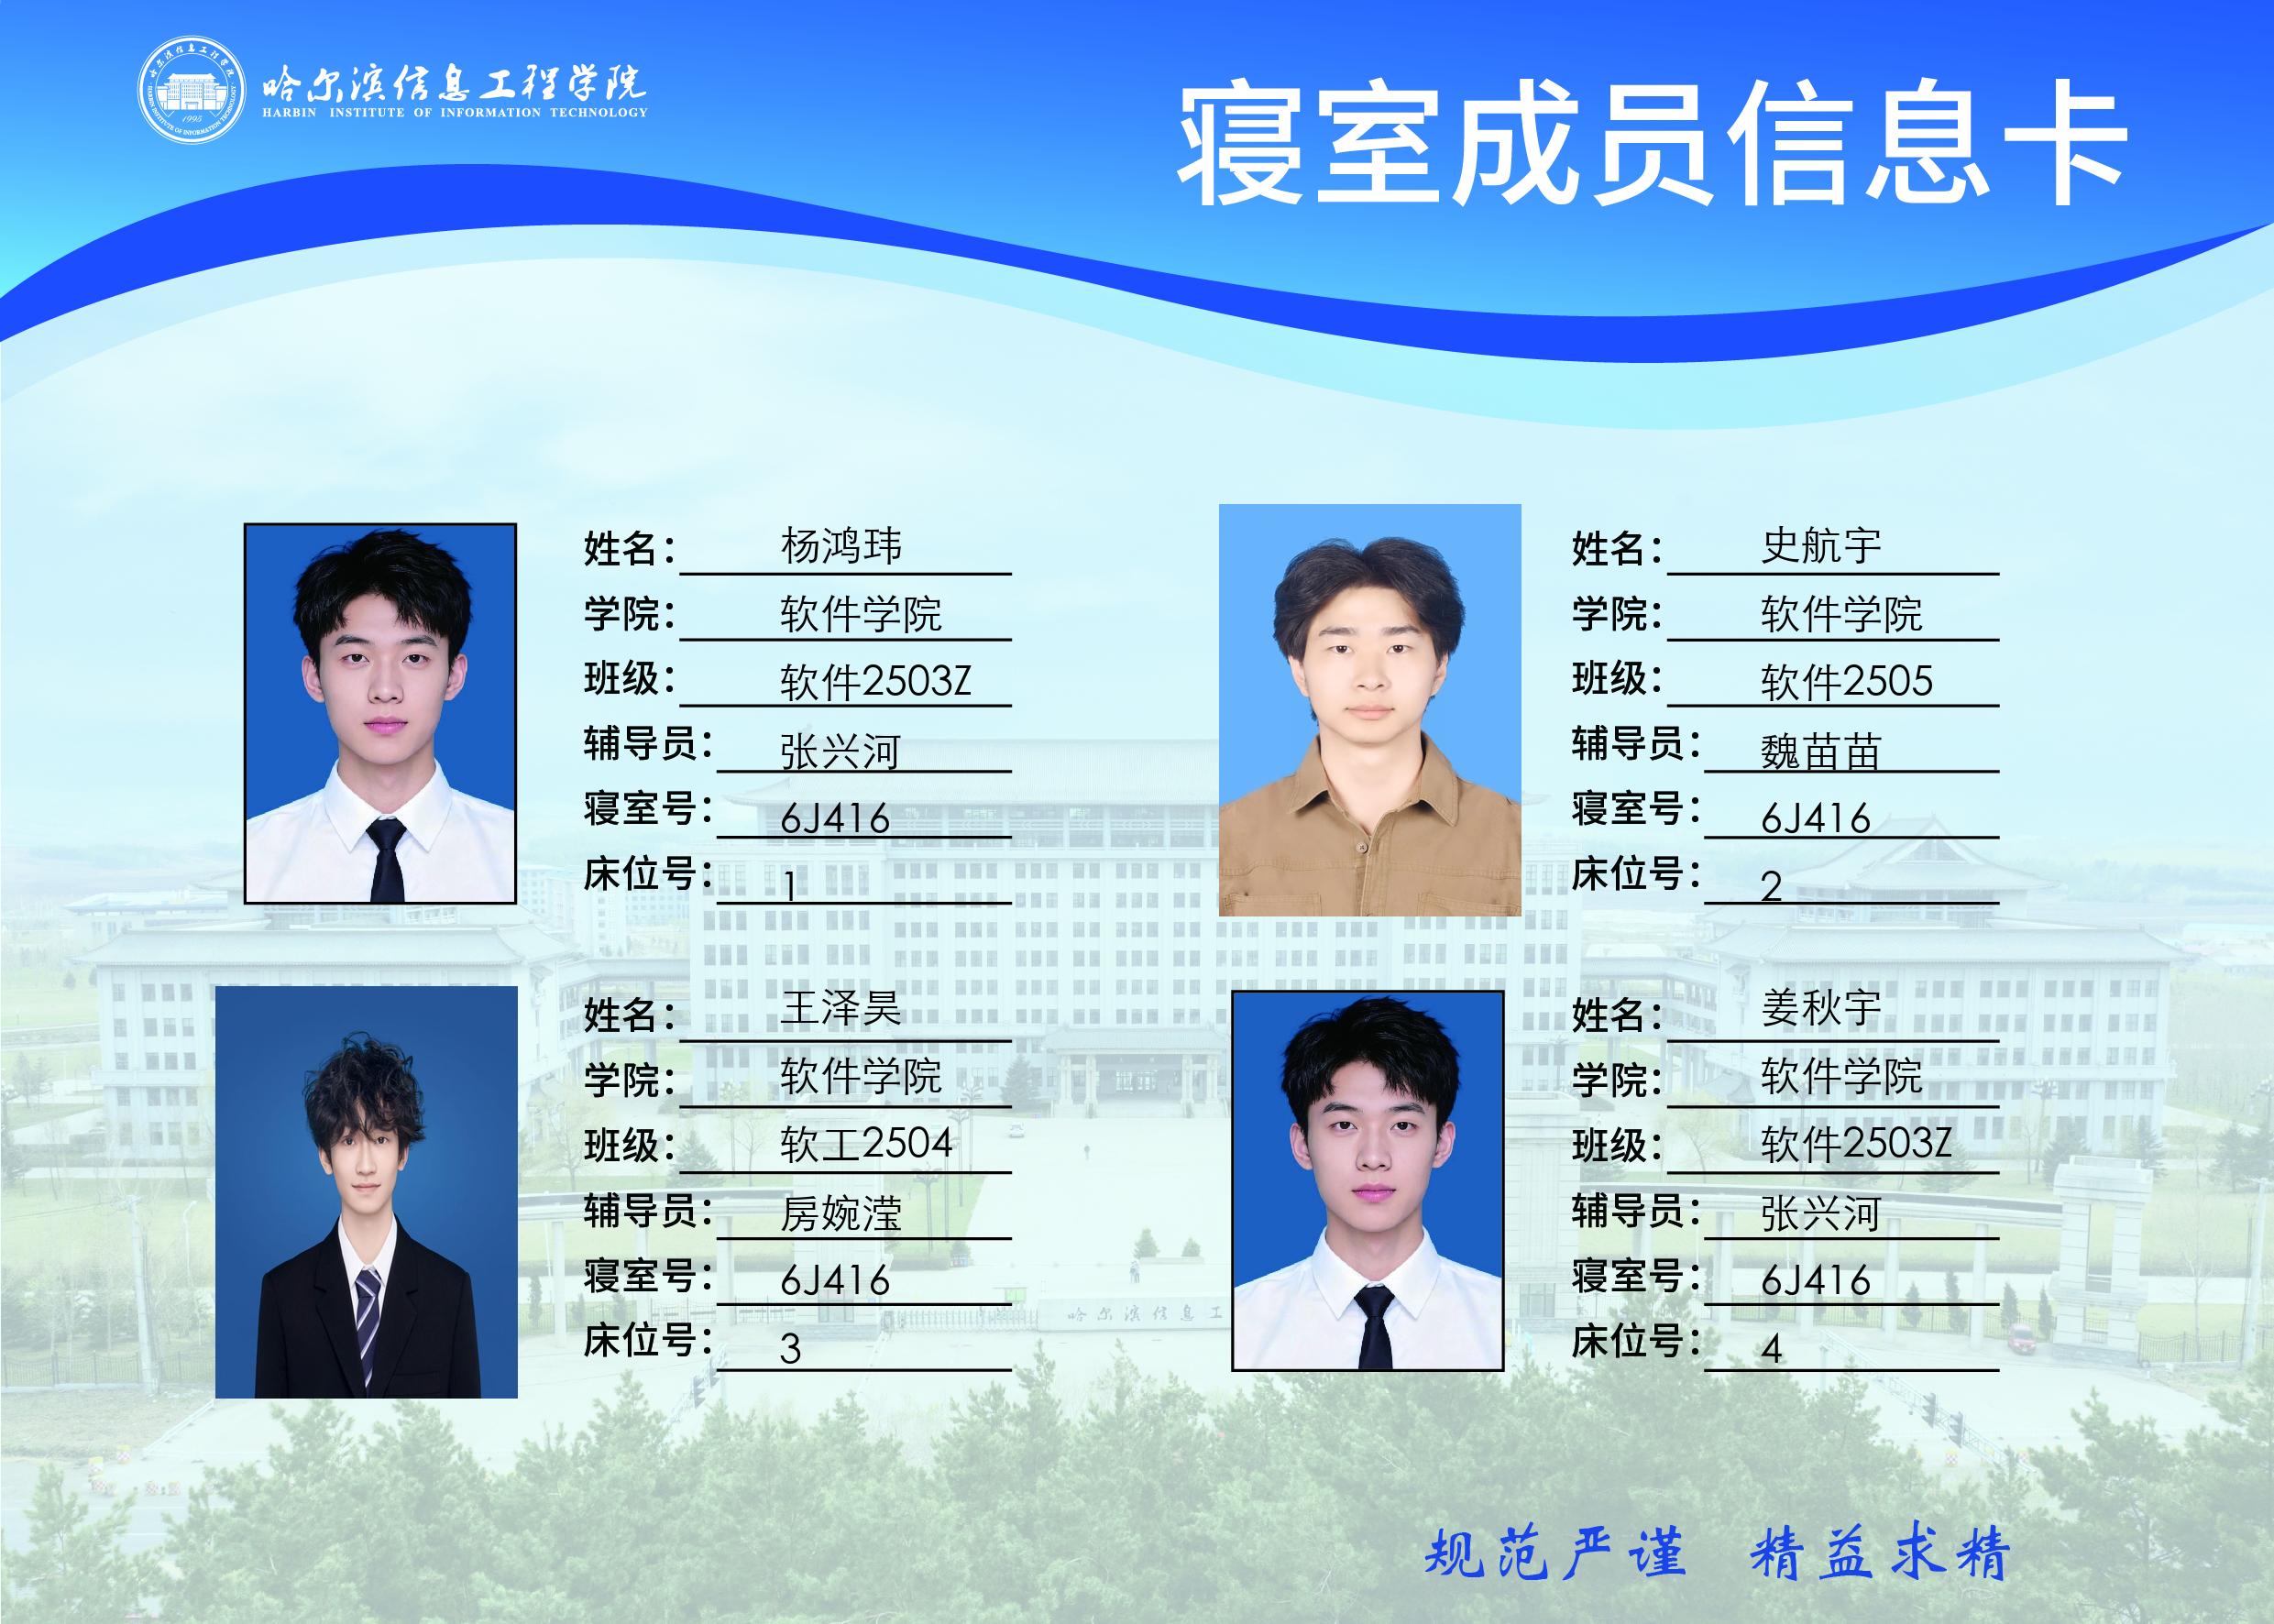 哈尔滨信息工程学院
HARBIN INSTITUTE OF INFORMATION TECHNOLOGY
1995
寝室成员信息卡
姓名： 杨鸿玮
学院： 软件学院
班级： 软件2503Z
辅导员： 张兴河
寝室号： 6J416
床位号： 1
姓名： 史航宇
学院： 软件学院
班级： 软件2505
辅导员： 魏苗苗
寝室号： 6J416
床位号： 2
姓名： 王泽昊
学院： 软件学院
班级： 软工2504
辅导员： 房婉滢
寝室号： 6J416
床位号： 3
姓名： 姜秋宇
学院： 软件学院
班级： 软件2503Z
辅导员： 张兴河
寝室号： 6J416
床位号： 4
哈尔滨信息工
规范严谨 精益求精